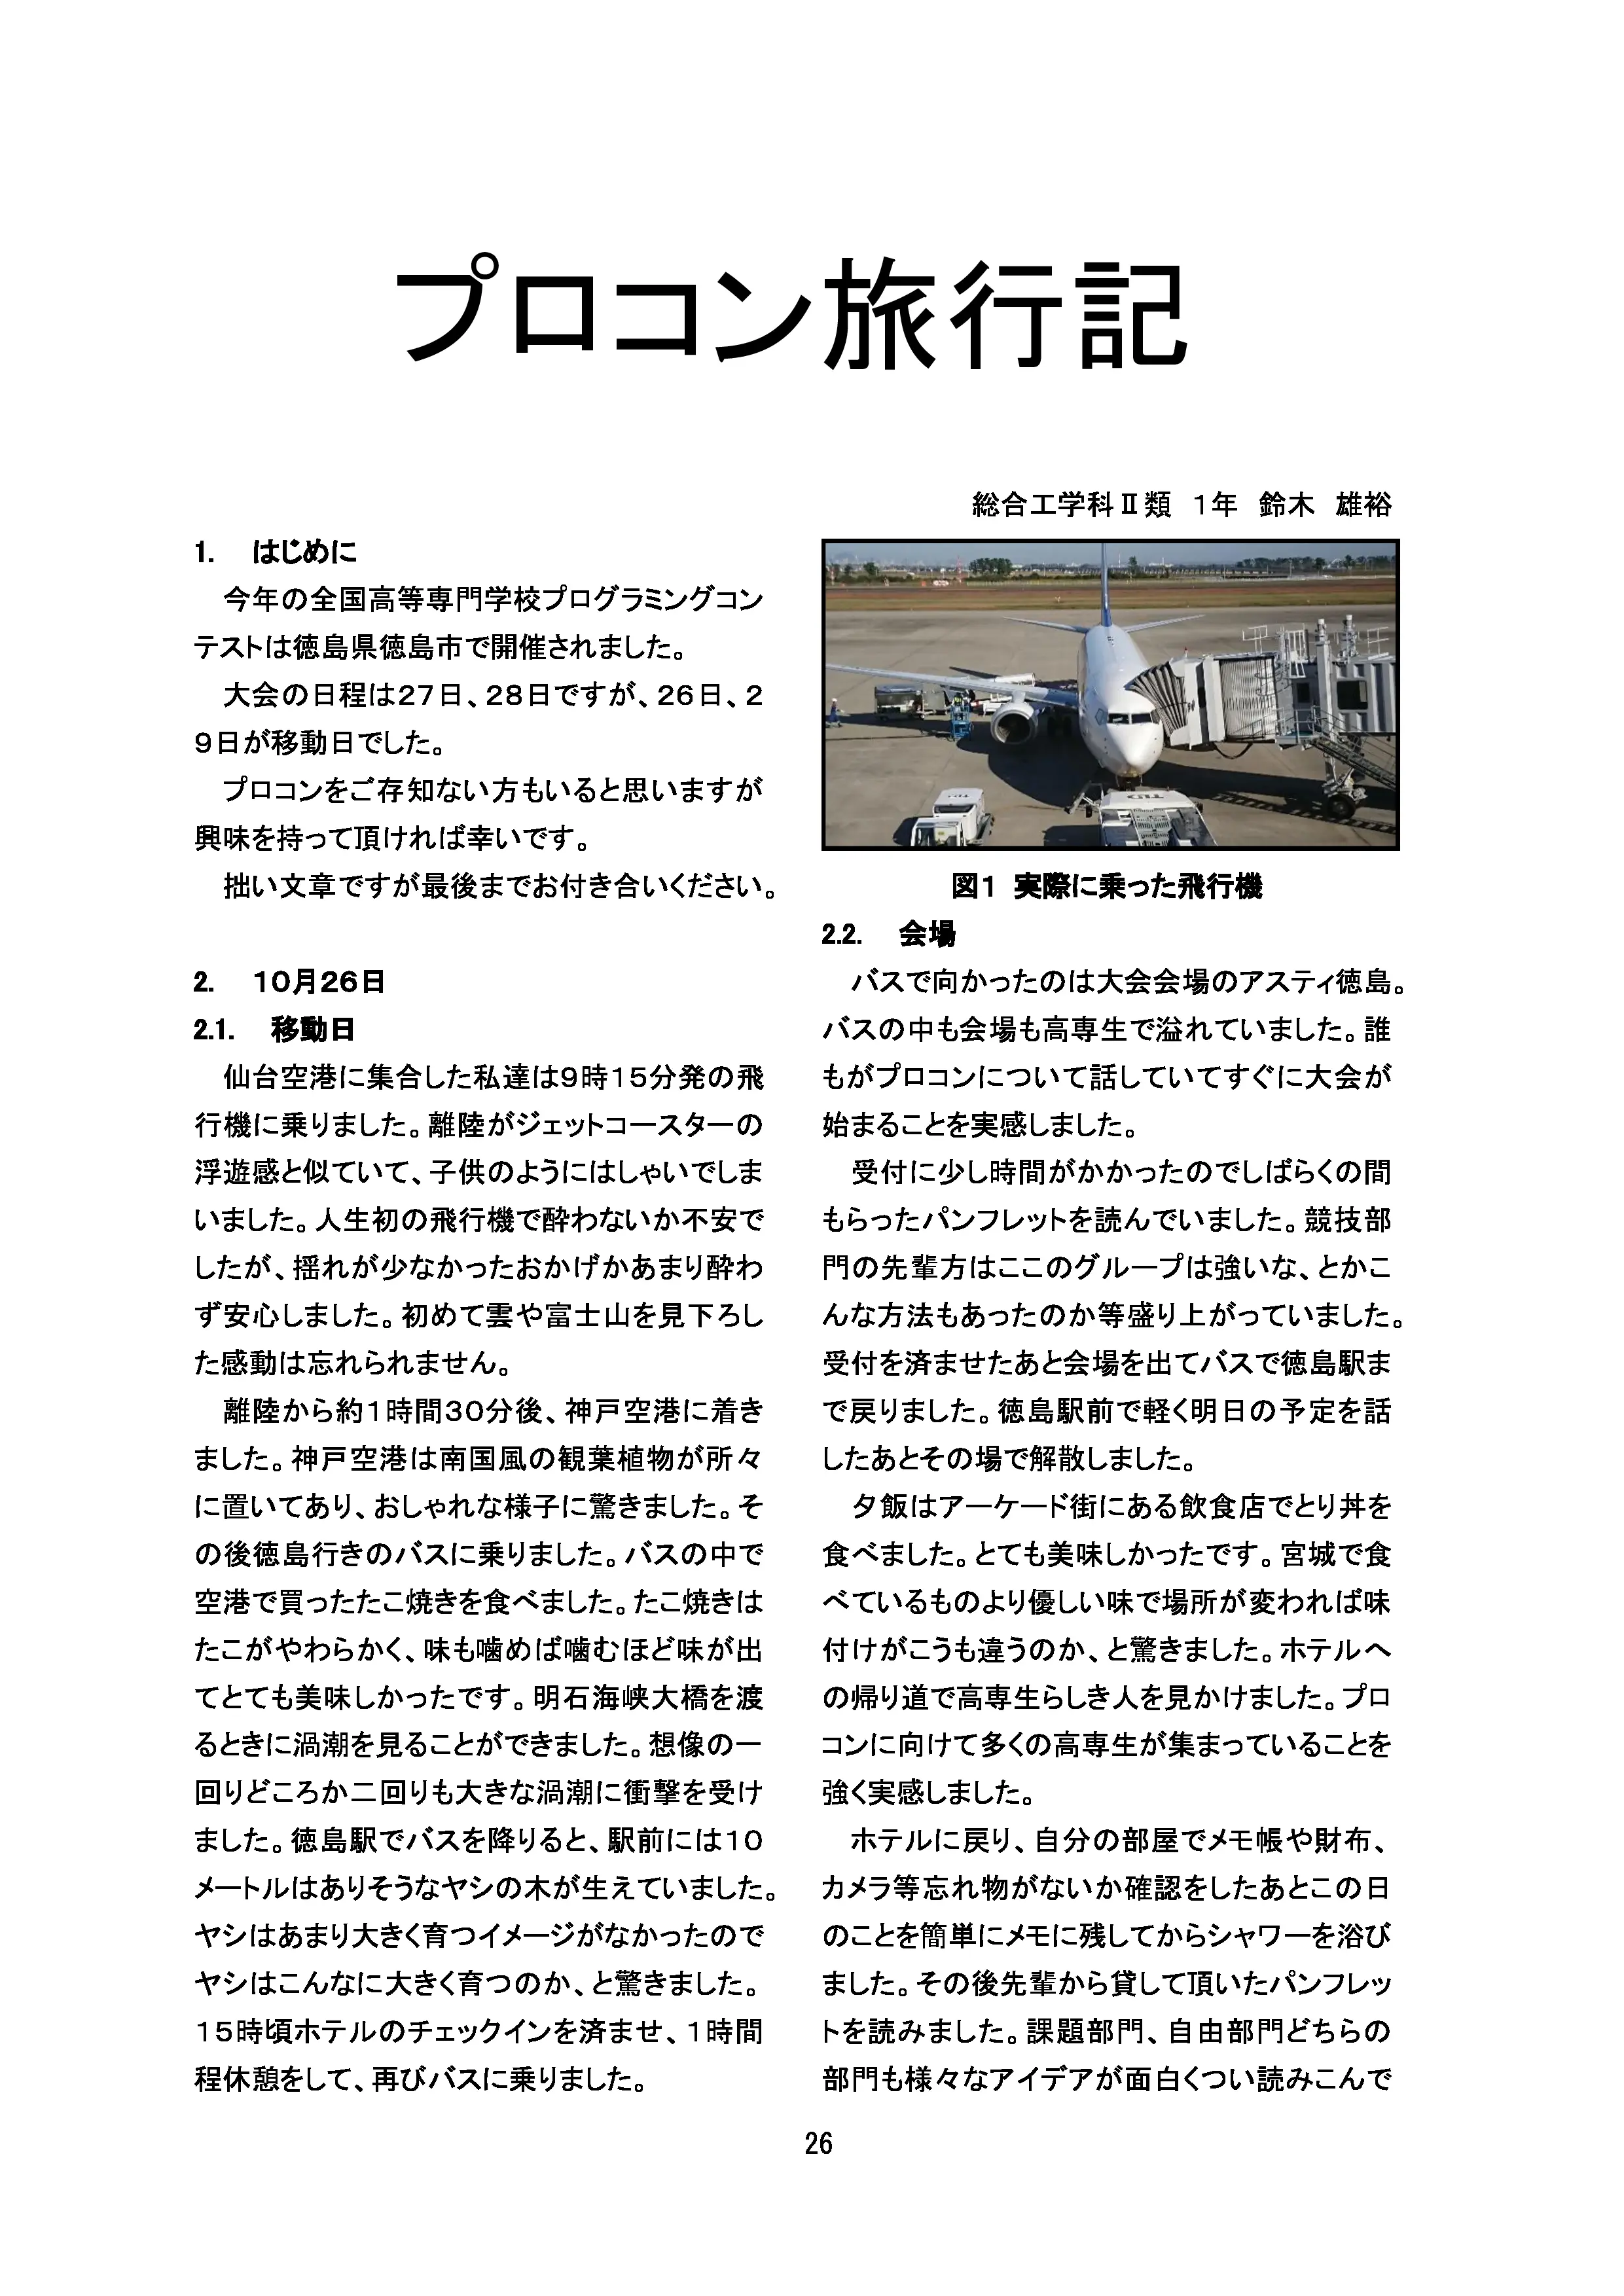 プロコン旅行記
総合工学科Ⅱ類 1年 鈴木 雄裕
1. はじめに
今年の全国高等専門学校プログラミングコン
テストは徳島県徳島市で開催されました。
大会の日程は27日、28日ですが、26日、2
9日が移動日でした。
プロコンをご存知ない方もいると思いますが
興味を持って頂ければ幸いです。
拙い文章ですが最後までお付き合いください。
2. 10月26日
2.1. 移動日
仙台空港に集合した私達は9時15分発の飛
行機に乗りました。離陸がジェットコースターの
浮遊感と似ていて、子供のようにはしゃいでしま
いました。人生初の飛行機で酔わないか不安で
したが、揺れが少なかったおかげかあまり酔わ
ず安心しました。初めて雲や富士山を見下ろし
た感動は忘れられません。
離陸から約1時間30分後、神戸空港に着き
ました。神戸空港は南国風の観葉植物が所々
に置いてあり、おしゃれな様子に驚きました。そ
の後徳島行きのバスに乗りました。バスの中で
空港で買ったたこ焼きを食べました。たこ焼きは
たこがやわらかく、味も噛めば噛むほど味が出
てとても美味しかったです。明石海峡大橋を渡
るときに渦潮を見ることができました。想像の一
回りどころか二回りも大きな渦潮に衝撃を受け
ました。徳島駅でバスを降りると、駅前には10
メートルはありそうなヤシの木が生えていました。
ヤシはあまり大きく育つイメージがなかったので
ヤシはこんなに大きく育つのか、と驚きました。
15時頃ホテルのチェックインを済ませ、1時間
程休憩をして、再びバスに乗りました。
図1 実際に乗った飛行機
2.2. 会場
バスで向かったのは大会会場のアスティ徳島。
バスの中も会場も高専生で溢れていました。誰
もがプロコンについて話していてすぐに大会が
始まることを実感しました。
受付に少し時間がかかったのでしばらくの間
もらったパンフレットを読んでいました。競技部
門の先輩方はここのグループは強いな、とかこ
んな方法もあったのか等盛り上がっていました。
受付を済ませたあと会場を出てバスで徳島駅ま
で戻りました。徳島駅前で軽く明日の予定を話
したあとその場で解散しました。
夕飯はアーケード街にある飲食店でとり丼を
食べました。とても美味しかったです。宮城で食
べているものより優しい味で場所が変われば味
付けがこうも違うのか、と驚きました。ホテルへ
の帰り道で高専生らしき人を見かけました。プロ
コンに向けて多くの高専生が集まっていることを
強く実感しました。
ホテルに戻り、自分の部屋でメモ帳や財布、
カメラ等忘れ物がないか確認をしたあとこの日
のことを簡単にメモに残してからシャワーを浴び
ました。その後先輩から貸して頂いたパンフレッ
トを読みました。課題部門、自由部門どちらの
部門も様々なアイデアが面白くつい読みこんで
26